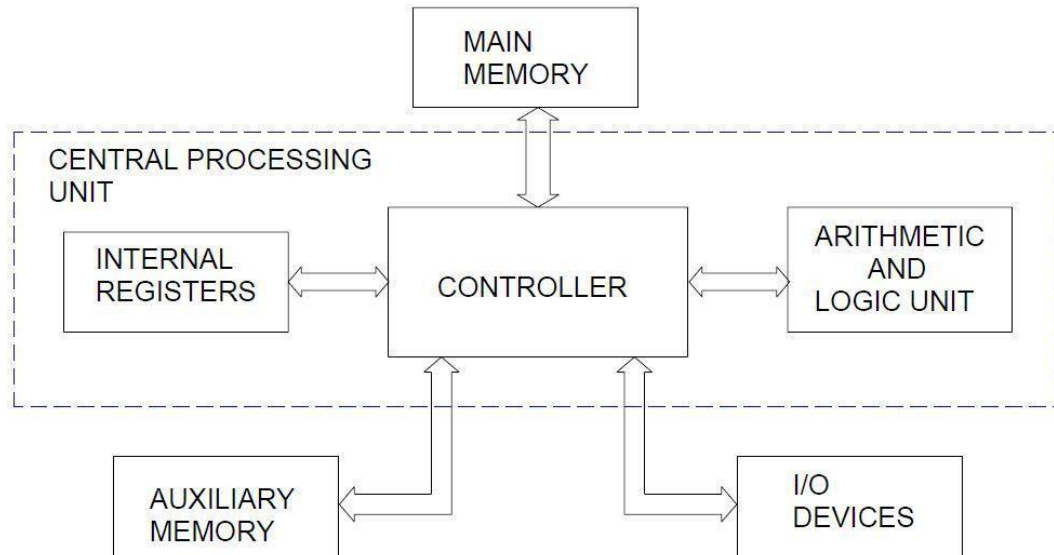 MAIN
MEMORY
CENTRAL PROCESSING
UNIT
INTERNAL
REGISTERS
CONTROLLER
ARITHMETIC
AND
LOGIC UNIT
AUXILIARY
MEMORY
I/O
DEVICES